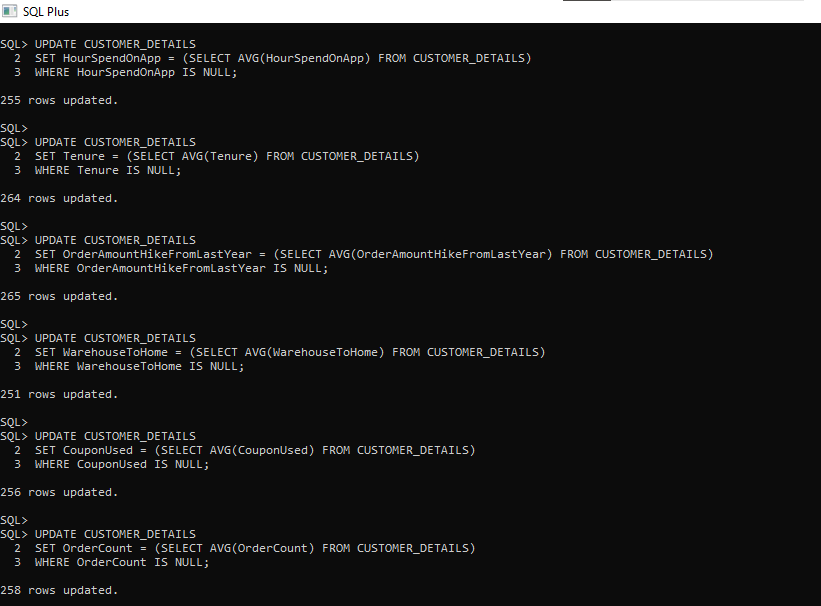 SQL Plus
SQL> UPDATE CUSTOMER_DETAILS
2 SET HourSpendOnApp = (SELECT AVG(HourSpendOnApp) FROM CUSTOMER_DETAILS)
3 WHERE HourSpendOnApp IS NULL;
255 rows updated.
SQL>
SQL> UPDATE CUSTOMER_DETAILS
2 SET Tenure = (SELECT AVG(Tenure) FROM CUSTOMER_DETAILS)
3 WHERE Tenure IS NULL;
264 rows updated.
SQL>
SQL> UPDATE CUSTOMER_DETAILS
2 SET OrderAmountHikeFromLastYear = (SELECT AVG(OrderAmountHikeFromLastYear) FROM CUSTOMER_DETAILS)
3 WHERE OrderAmountHikeFromLastYear IS NULL;
265 rows updated.
SQL>
SQL> UPDATE CUSTOMER_DETAILS
2 SET WarehouseToHome = (SELECT AVG(WarehouseToHome) FROM CUSTOMER_DETAILS)
3 WHERE WarehouseToHome IS NULL;
251 rows updated.
SQL>
SQL> UPDATE CUSTOMER_DETAILS
2 SET CouponUsed = (SELECT AVG(CouponUsed) FROM CUSTOMER_DETAILS)
3 WHERE CouponUsed IS NULL;
256 rows updated.
SQL>
SQL> UPDATE CUSTOMER_DETAILS
2 SET OrderCount = (SELECT AVG(OrderCount) FROM CUSTOMER_DETAILS)
3 WHERE OrderCount IS NULL;
258 rows updated.